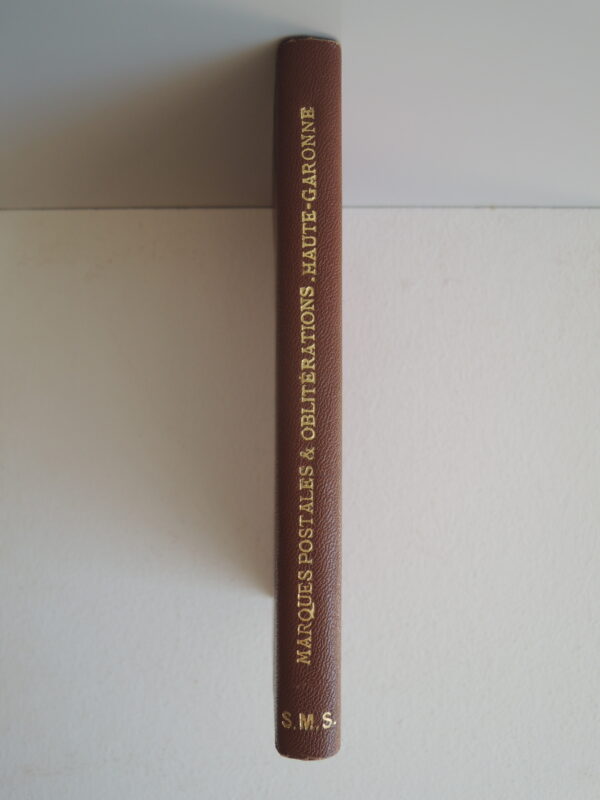 MARQUES POSTALES & OBLITÉRATIONS . HAUTE-GARONNE
S.M.S.